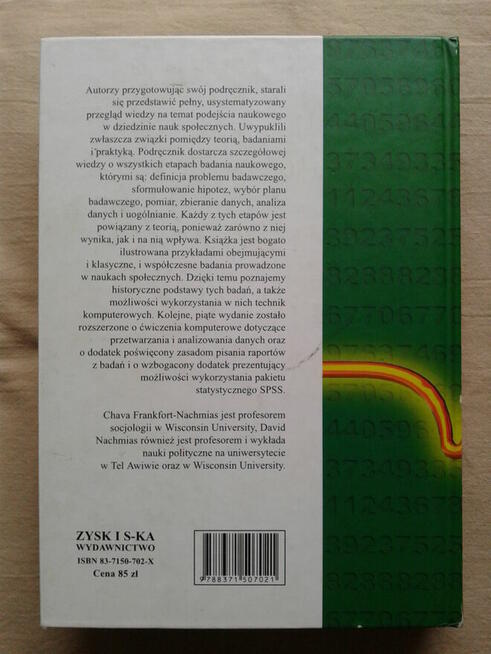 Autorzy przygotowując swój podręcznik, starali
się przedstawić pełny, usystematyzowany
przegląd wiedzy na temat podejścia naukowego
w dziedzinie nauk społecznych. Uwypuklili
zwłaszcza związki pomiędzy teorią, badaniami
i praktyką. Podręcznik dostarcza szczegółowej
wiedzy o wszystkich etapach badania naukowego,
którymi są: definicja problemu badawczego,
sformułowanie hipotez, wybór planu
badawczego, pomiar, zbieranie danych, analiza
danych i uogólnianie. Każdy z tych etapów jest
powiązany z teorią, ponieważ zarówno z niej
wynika, jak i na nią wpływa. Książka jest bogato
ilustrowana przykładami obejmującymi
i klasyczne, i współczesne badania prowadzone
w naukach społecznych. Dzięki temu poznajemy
historyczne podstawy tych badań, a także
możliwości wykorzystania w nich technik
komputerowych. Kolejne, piąte wydanie zostało
rozszerzone o ćwiczenia komputerowe dotyczące
przetwarzania i analizowania danych oraz
o dodatek poświęcony zasadom pisania raportów
z badań i o wzbogacony dodatek prezentujący
możliwości wykorzystania pakietu
statystycznego SPSS.
Chava Frankfort-Nachmias jest profesorem
socjologii w Wisconsin University, David
Nachmias również jest profesorem i wykłada
nauki polityczne na uniwersytecie
w Tel Awiwie oraz w Wisconsin University.
ZYSK I S-KA
WYDAWNICTWO
ISBN 83-7150-702-X
Cena 85 zł
9788371507021